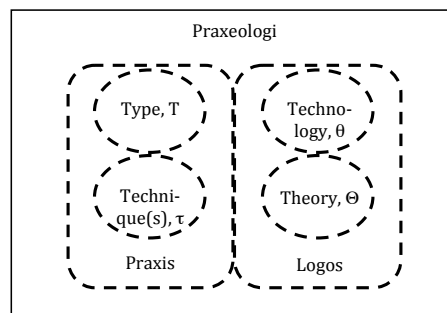 Praxeologi
Type, T
Techni-
que(s), τ
Praxis
Techno-
logy, θ
Theory, Θ
Logos